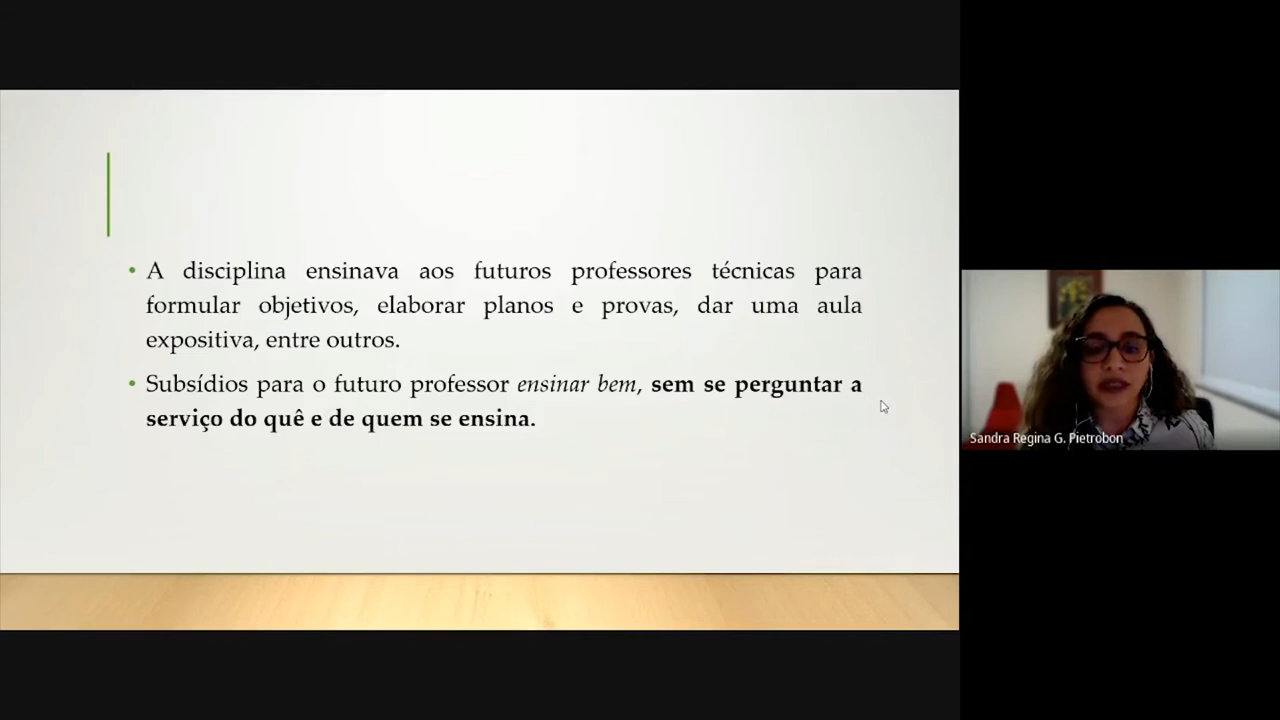 • A disciplina ensinava aos futuros professores técnicas para
formular objetivos, elaborar planos e provas, dar uma aula
expositiva, entre outros.
• Subsídios para o futuro professor ensinar bem, sem se perguntar a
serviço do quê e de quem se ensina.
Sandra Regina G. Pietrobon